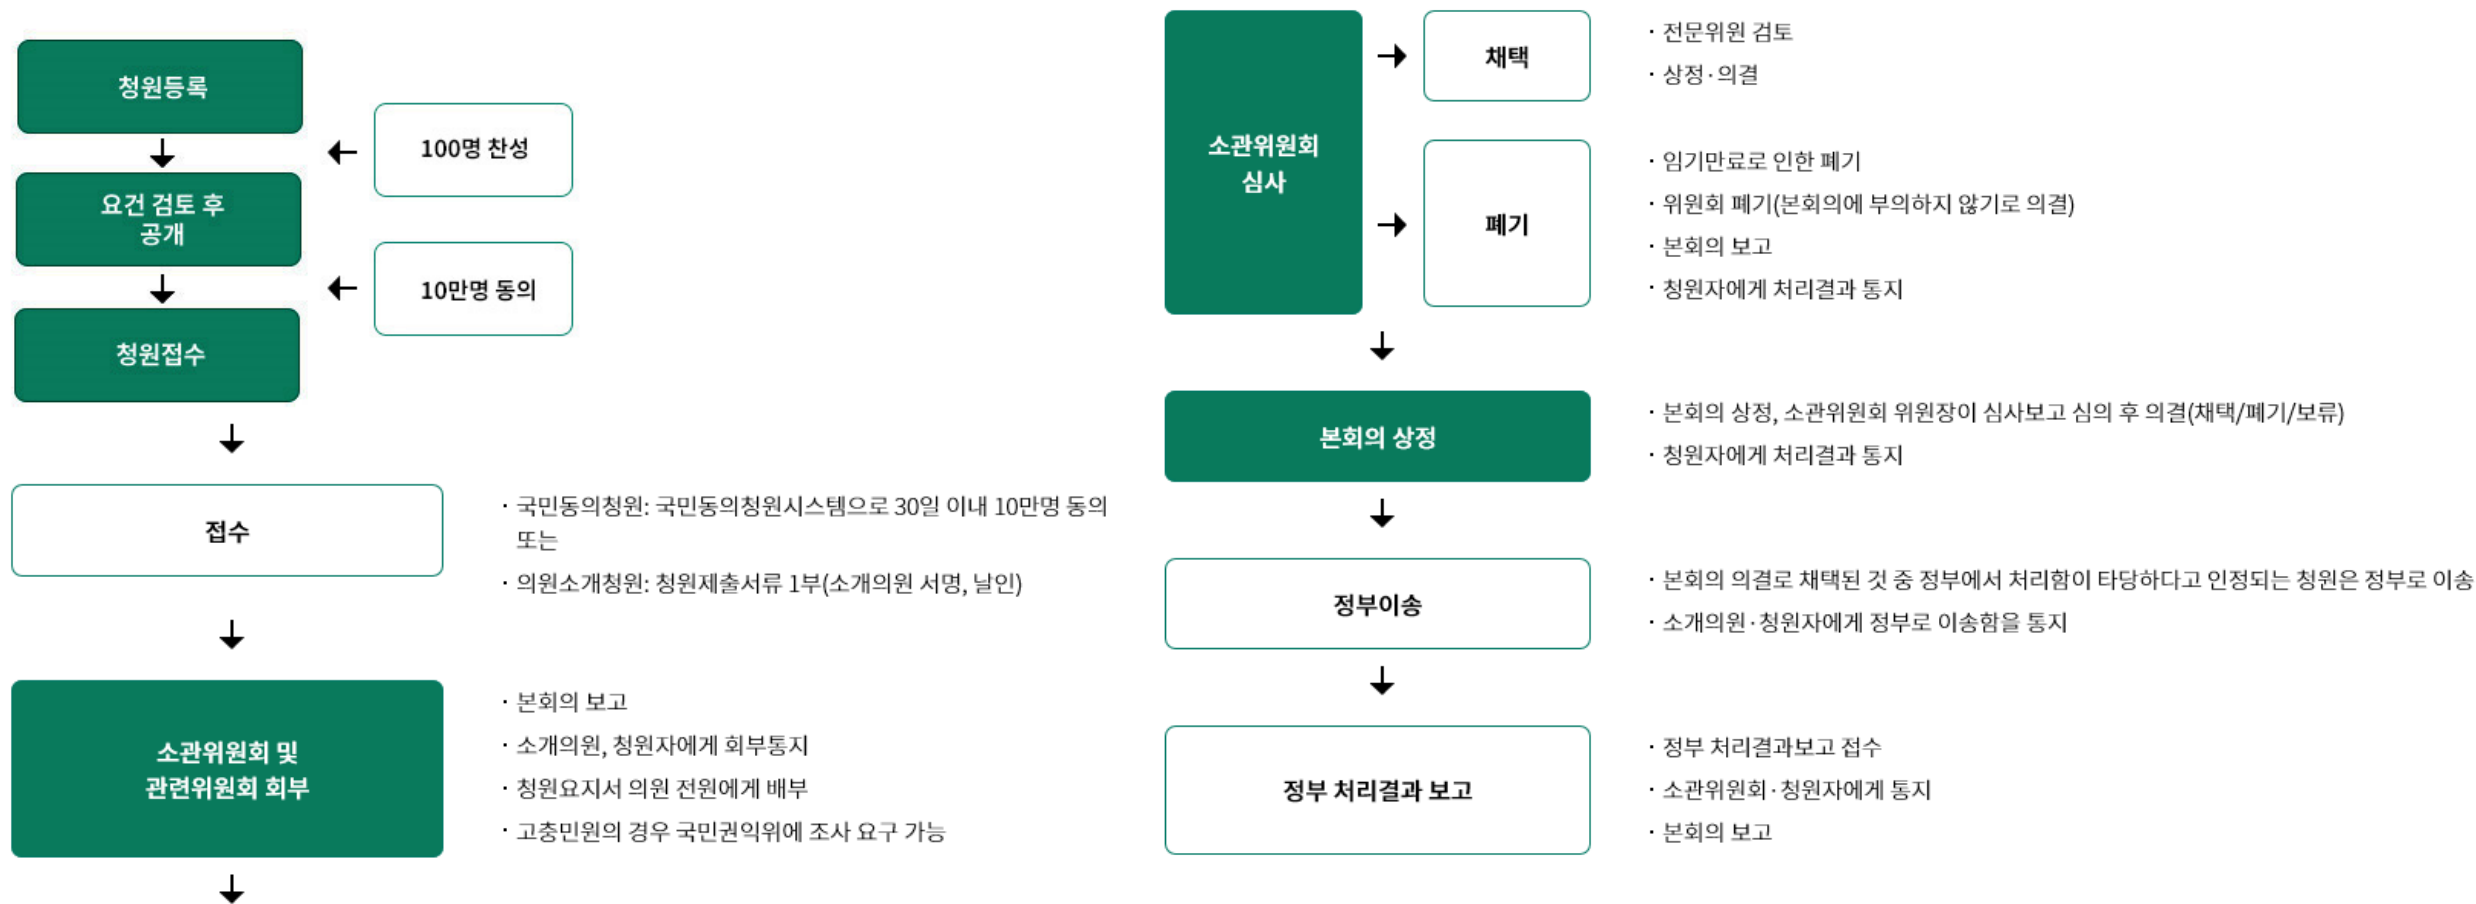 청원등록
100명 찬성
요건 검토 후
공개
10만명 동의
청원접수
접수
· 국민동의청원: 국민동의청원시스템으로 30일 이내 10만명 동의
또는
· 의원소개청원: 청원제출서류 1부(소개의원 서명, 날인)
소관위원회 및
관련위원회 회부
· 본회의 보고
· 소개의원, 청원자에게 회부통지
· 청원요지서 의원 전원에게 배부
· 고충민원의 경우 국민권익위에 조사 요구 가능
소관위원회
심사
채택
· 전문위원 검토
· 상정·의결
폐기
· 임기만료로 인한 폐기
· 위원회 폐기(본회의에 부의하지 않기로 의결)
· 본회의 보고
· 청원자에게 처리결과 통지
본회의 상정
· 본회의 상정, 소관위원회 위원장이 심사보고 심의 후 의결(채택/폐기/보류)
· 청원자에게 처리결과 통지
정부이송
· 본회의 의결로 채택된 것 중 정부에서 처리함이 타당하다고 인정되는 청원은 정부로 이송
· 소개의원·청원자에게 정부로 이송함을 통지
정부 처리결과 보고
· 정부 처리결과보고 접수
· 소관위원회·청원자에게 통지
· 본회의 보고